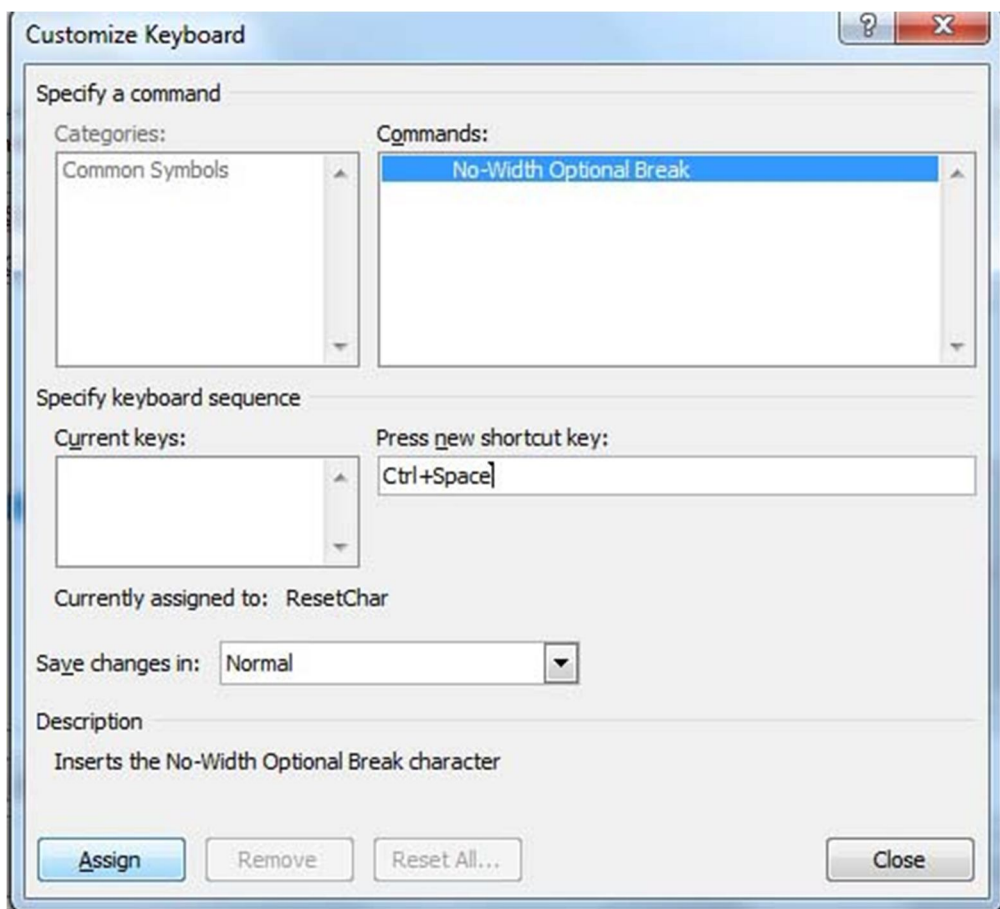 Customize Keyboard
Specify a command
Categories:
Commands:
Common Symbols
No-Width Optional Break
Specify keyboard sequence
Current keys:
Press new shortcut key:
Ctrl+Space
Currently assigned to: ResetChar
Save changes in: Normal
Description
Inserts the No-Width Optional Break character
Assign
Remove
Reset All...
Close